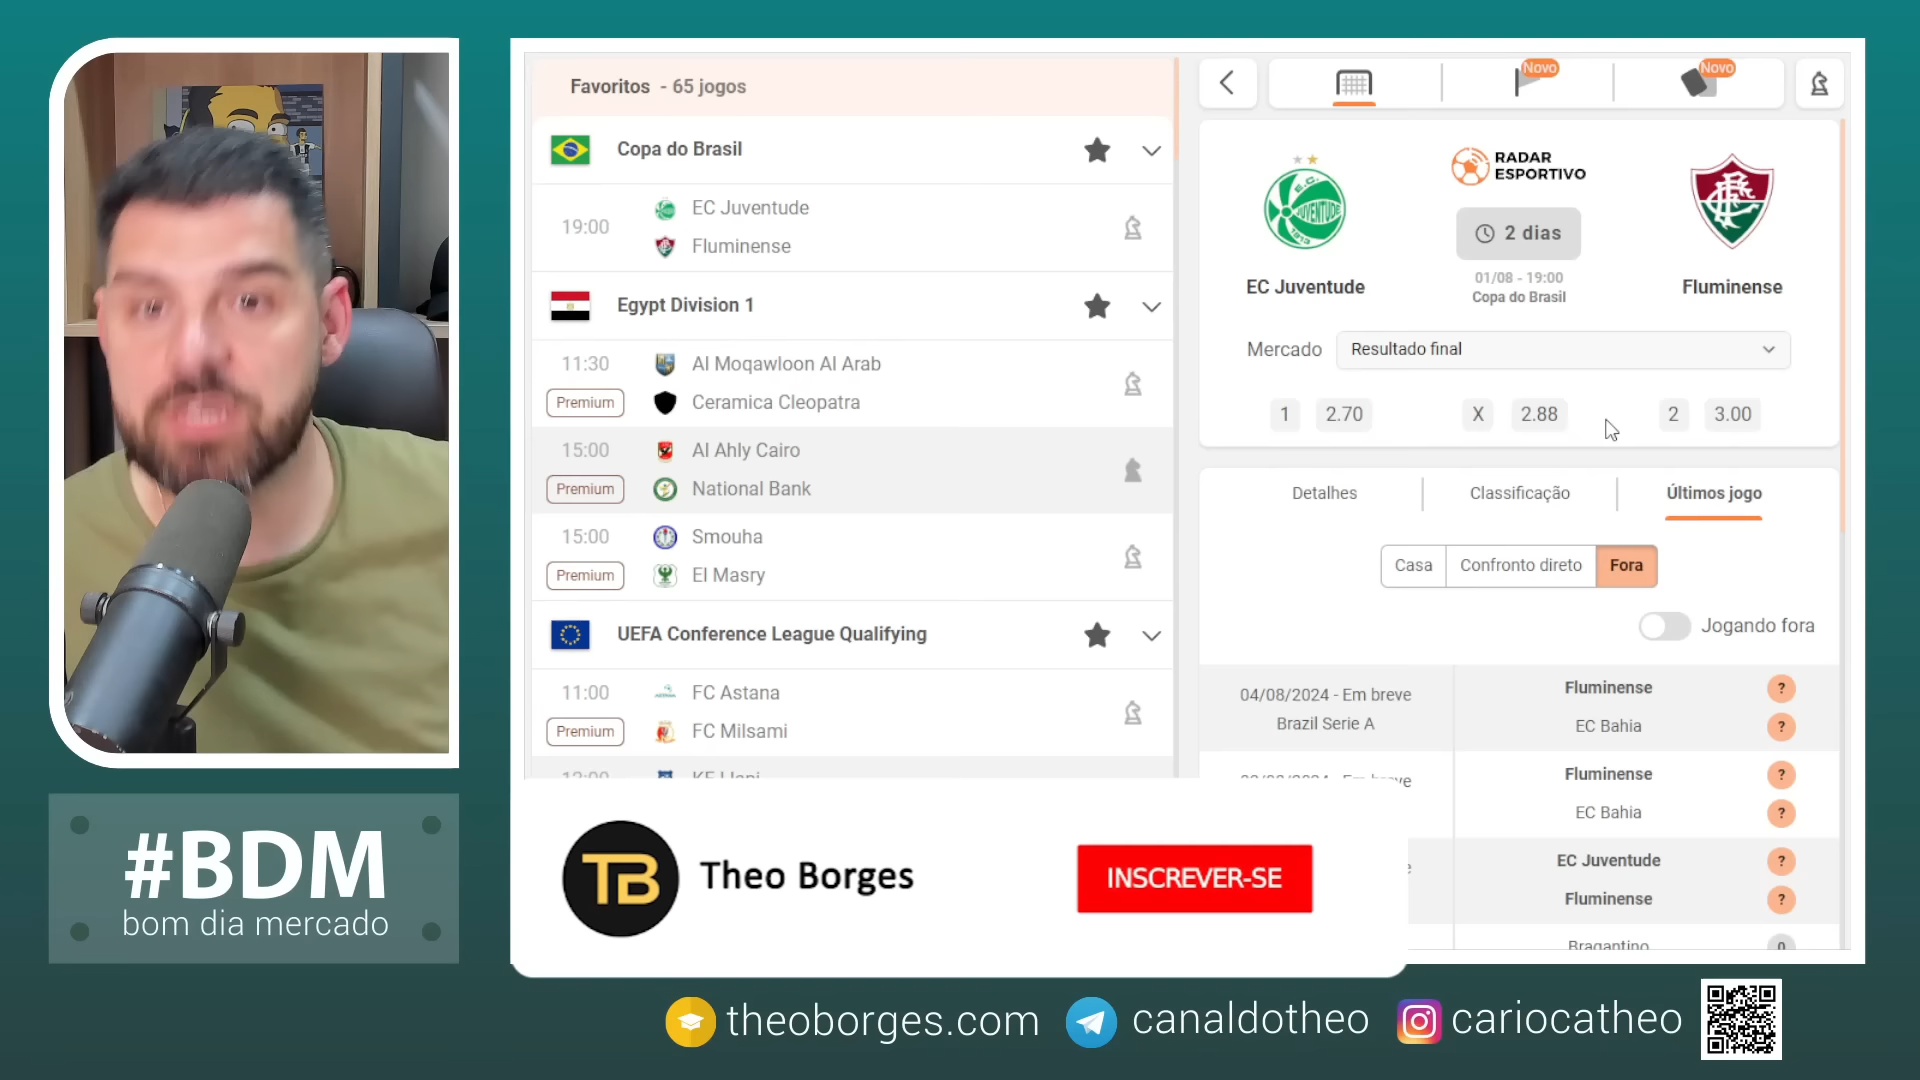 Favoritos - 65 jogos
Copa do Brasil
19:00
EC Juventude
Fluminense
Egypt Division 1
11:30
Al Moqawloon Al Arab
Premium
Ceramica Cleopatra
15:00
Al Ahly Cairo
Premium
National Bank
15:00
Smouha
Premium
El Masry
UEFA Conference League Qualifying
11:00
FC Astana
Premium
FC Milsami
Novo
Novo
RADAR
ESPORTIVO
2 dias
01/08 - 19:00
Copa do Brasil
EC Juventude
Fluminense
Mercado
Resultado final
1 2.70
X 2.88
2 3.00
Detalhes
Classificação
Últimos jogo
Casa
Confronto direto
Fora
Jogando fora
04/08/2024 - Em breve
Brazil Serie A
Fluminense ?
EC Bahia ?
Fluminense ?
EC Bahia ?
EC Juventude ?
Fluminense ?
Bragantino 0
TB
Theo Borges
INSCREVER-SE
#BDM
bom dia mercado
theoborges.com
canaldotheo
cariocatheo